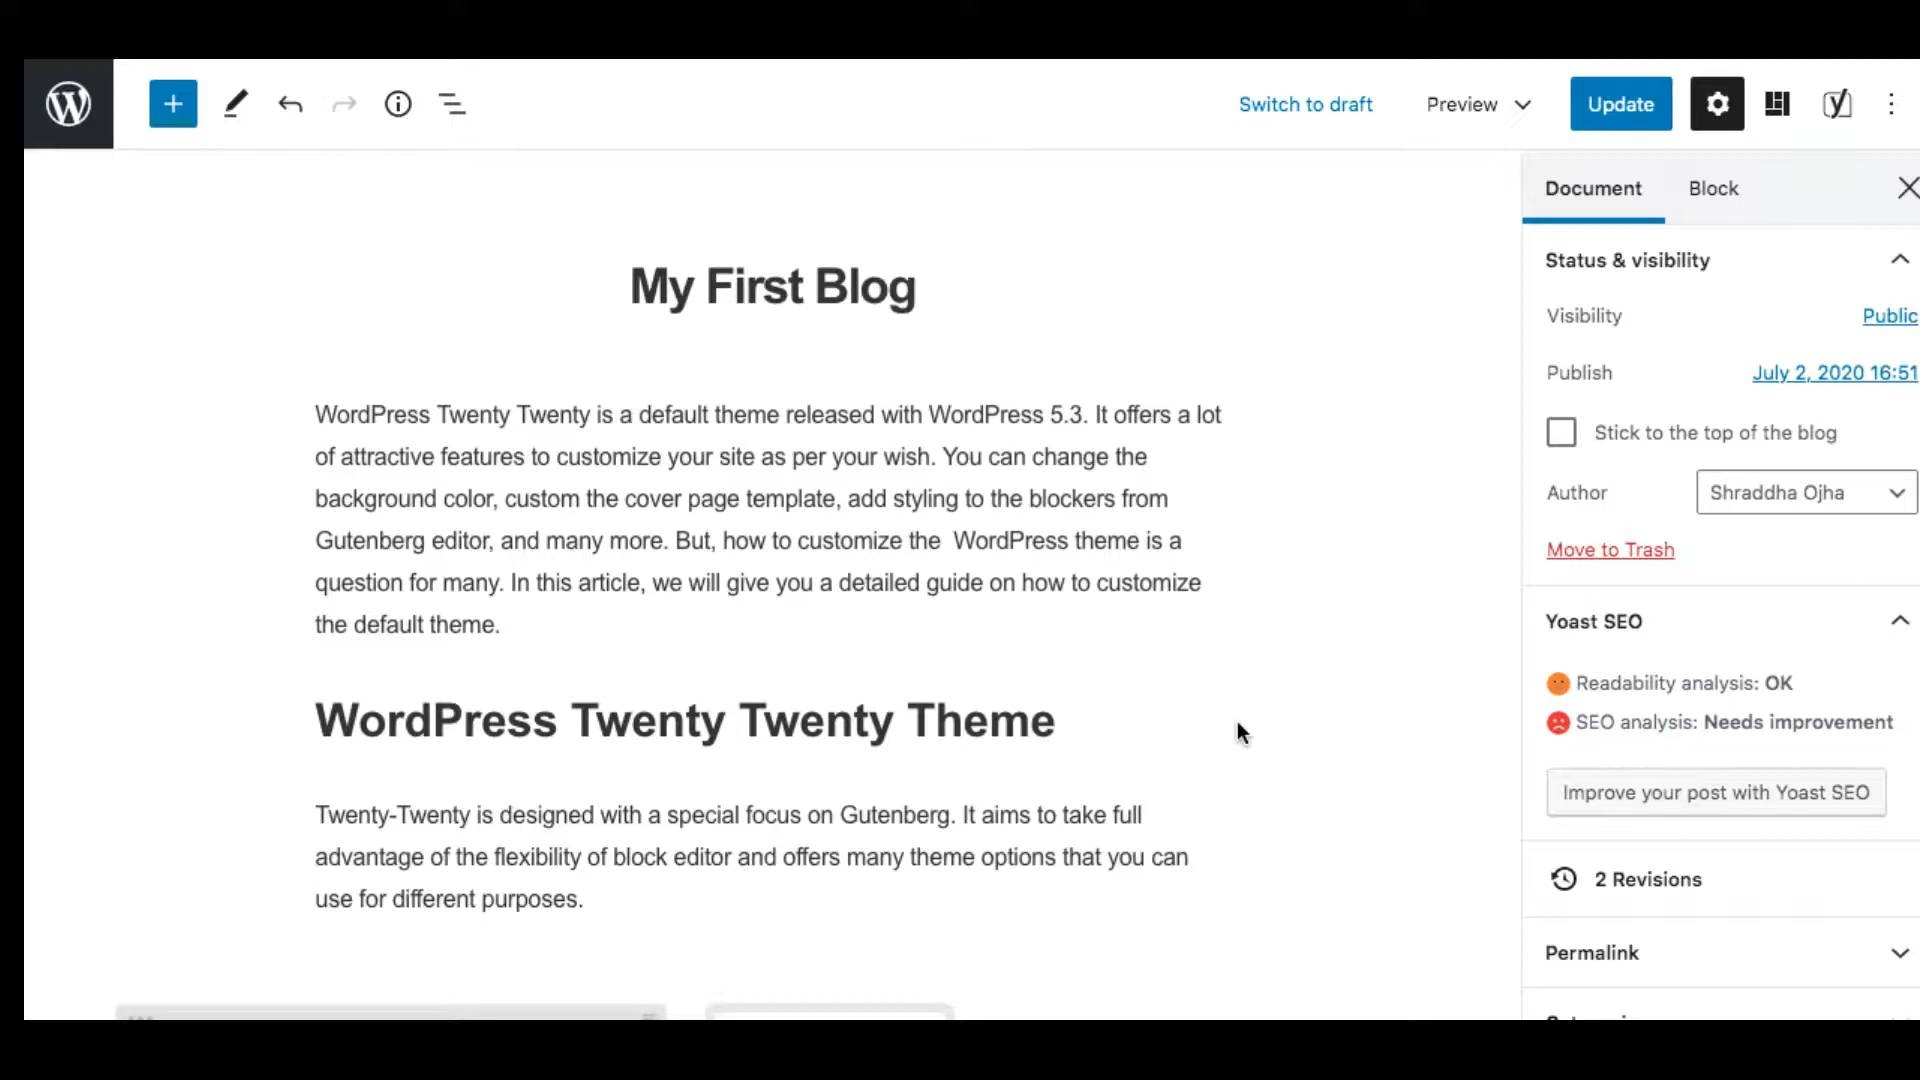 Switch to draft
Preview
Update
Document
Block
My First Blog
Status & visibility
Visibility
Public
Publish
July 2, 2020 16:51
Stick to the top of the blog
Author
Shraddha Ojha
Move to Trash
WordPress Twenty Twenty is a default theme released with WordPress 5.3. It offers a lot
of attractive features to customize your site as per your wish. You can change the
background color, custom the cover page template, add styling to the blockers from
Gutenberg editor, and many more. But, how to customize the  WordPress theme is a
question for many. In this article, we will give you a detailed guide on how to customize
the default theme.
WordPress Twenty Twenty Theme
Twenty-Twenty is designed with a special focus on Gutenberg. It aims to take full
advantage of the flexibility of block editor and offers many theme options that you can
use for different purposes.
Yoast SEO
Readability analysis: OK
SEO analysis: Needs improvement
Improve your post with Yoast SEO
2 Revisions
Permalink